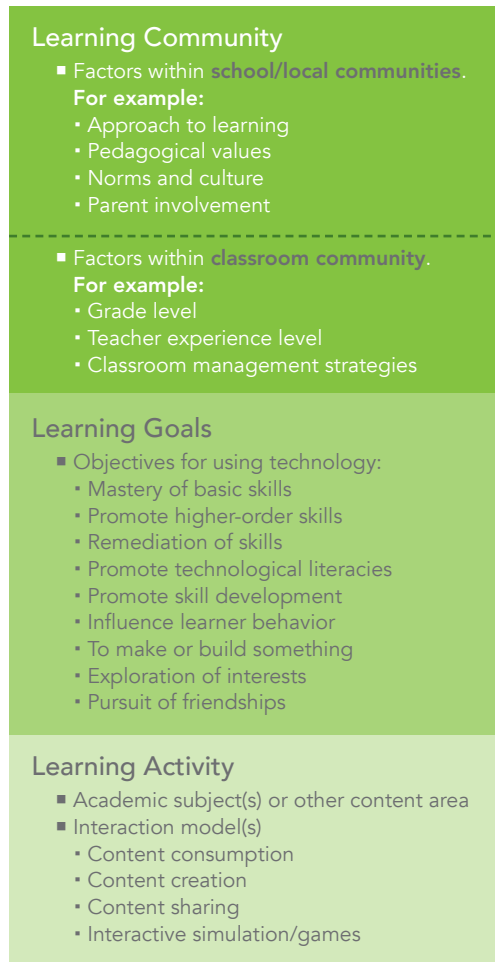 Learning Community
■ Factors within school/local communities.
For example:
▪ Approach to learning
▪ Pedagogical values
▪ Norms and culture
▪ Parent involvement
■ Factors within classroom community.
For example:
▪ Grade level
▪ Teacher experience level
▪ Classroom management strategies
Learning Goals
■ Objectives for using technology:
▪ Mastery of basic skills
▪ Promote higher-order skills
▪ Remediation of skills
▪ Promote technological literacies
▪ Promote skill development
▪ Influence learner behavior
▪ To make or build something
▪ Exploration of interests
▪ Pursuit of friendships
Learning Activity
■ Academic subject(s) or other content area
■ Interaction model(s)
▪ Content consumption
▪ Content creation
▪ Content sharing
▪ Interactive simulation/games